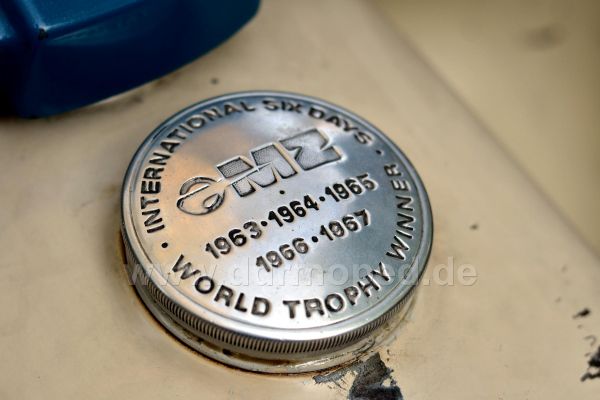 · INTERNATIONAL SIX DAYS ·
MZ
1963 · 1964 · 1965
1966 · 1967
WORLD TROPHY WINNER
www.ddrmoped.de